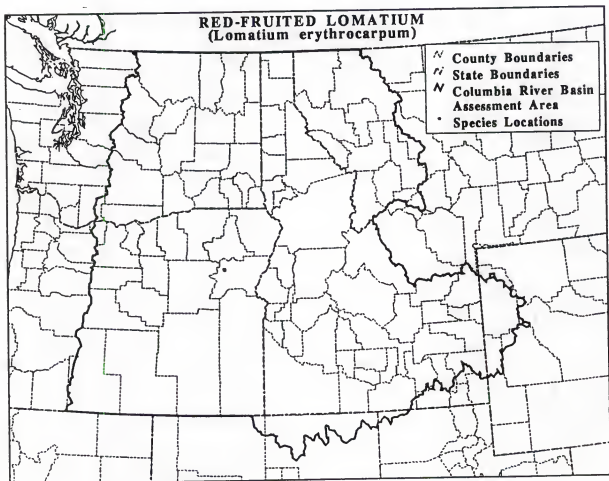 RED-FRUITED LOMATIUM
(Lomatium erythrocarpum)
County Boundaries
State Boundaries
Columbia River Basin
Assessment Area
Species Locations